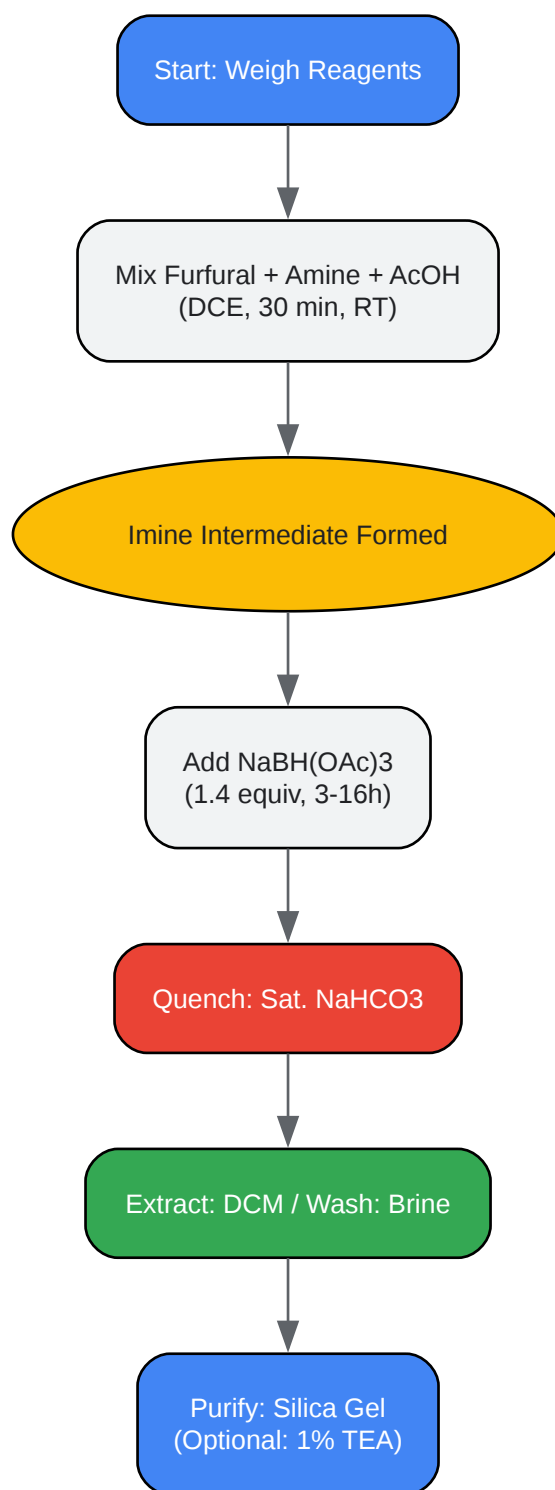 Start: Weigh Reagents
Mix Furfural + Amine + AcOH
(DCE, 30 min, RT)
Imine Intermediate Formed
Add NaBH(OAc)3
(1.4 equiv, 3-16h)
Quench: Sat. NaHCO3
Extract: DCM / Wash: Brine
Purify: Silica Gel
(Optional: 1% TEA)